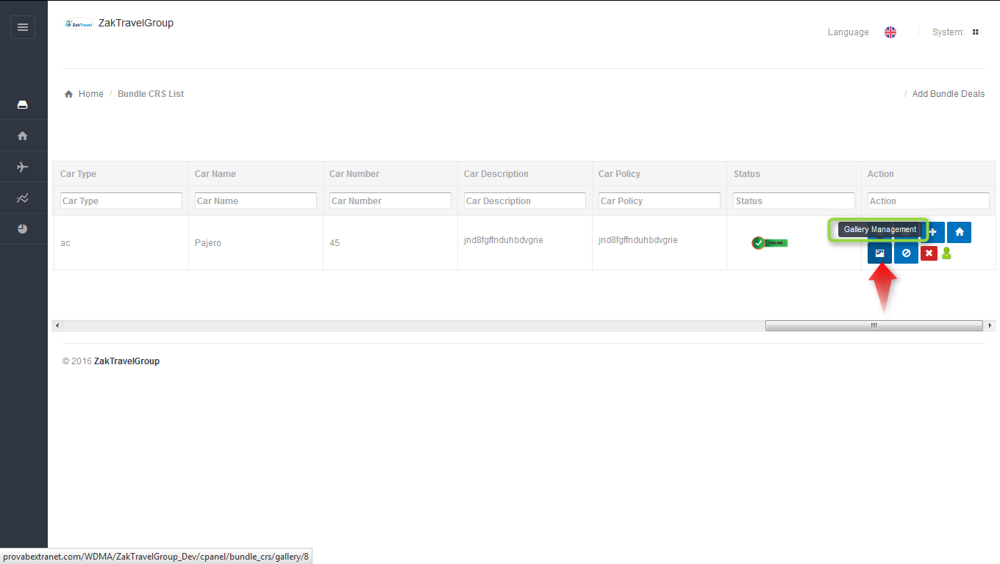 ZakTravel ZakTravelGroup
Language System:
Home / Bundle CRS List / Add Bundle Deals
Car Type Car Name Car Number Car Description Car Policy Status Action
Car Type Car Name Car Number Car Description Car Policy Status Action
ac Pajero 45 jnd8fgffnduhbdvgrie jnd8fgffnduhbdvgrie ONLINE Gallery Management
© 2016 ZakTravelGroup
provabextranet.com/WDMA/ZakTravelGroup_Dev/cpanel/bundle_crs/gallery/8